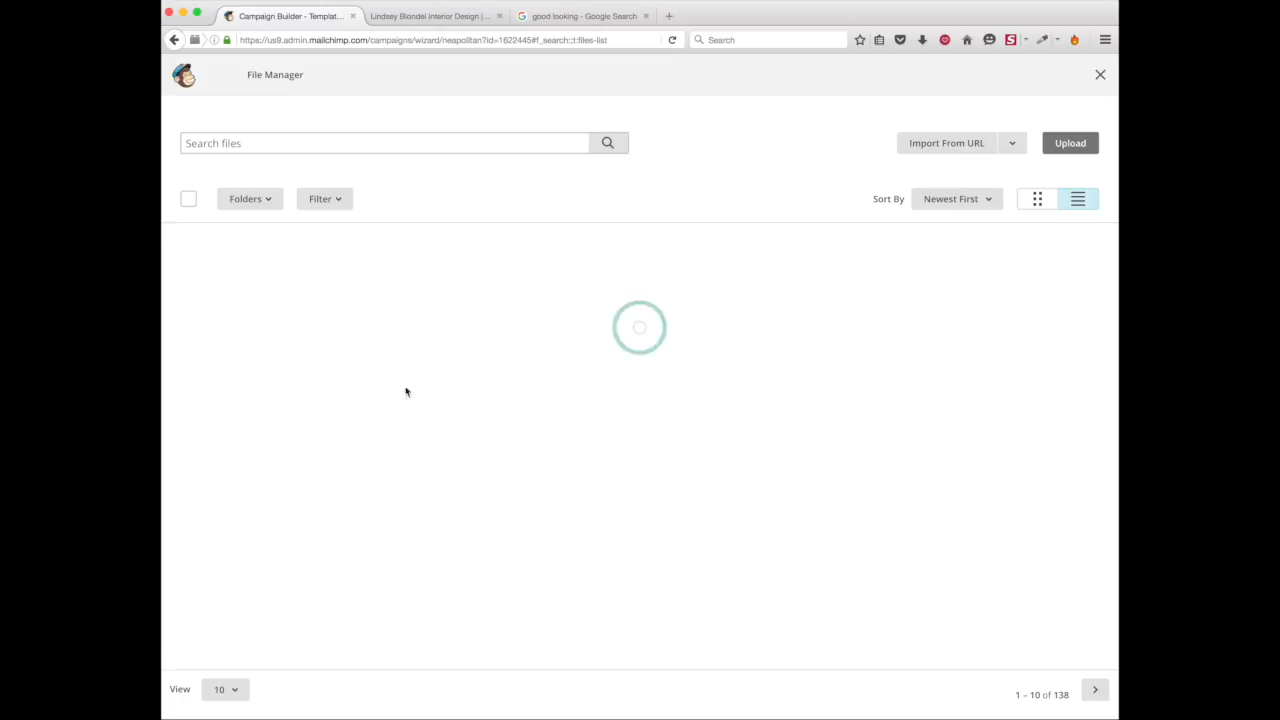 Campaign Builder - Templat...
Lindsey Blondel Interior Design | ...
good looking - Google Search
https://us9.admin.mailchimp.com/campaigns/wizard/neapolitan?id=1622445#f_search::t:files-list
Search
File Manager
Search files
Import From URL
Upload
Folders
Filter
Sort By
Newest First
View
10
1 – 10 of 138